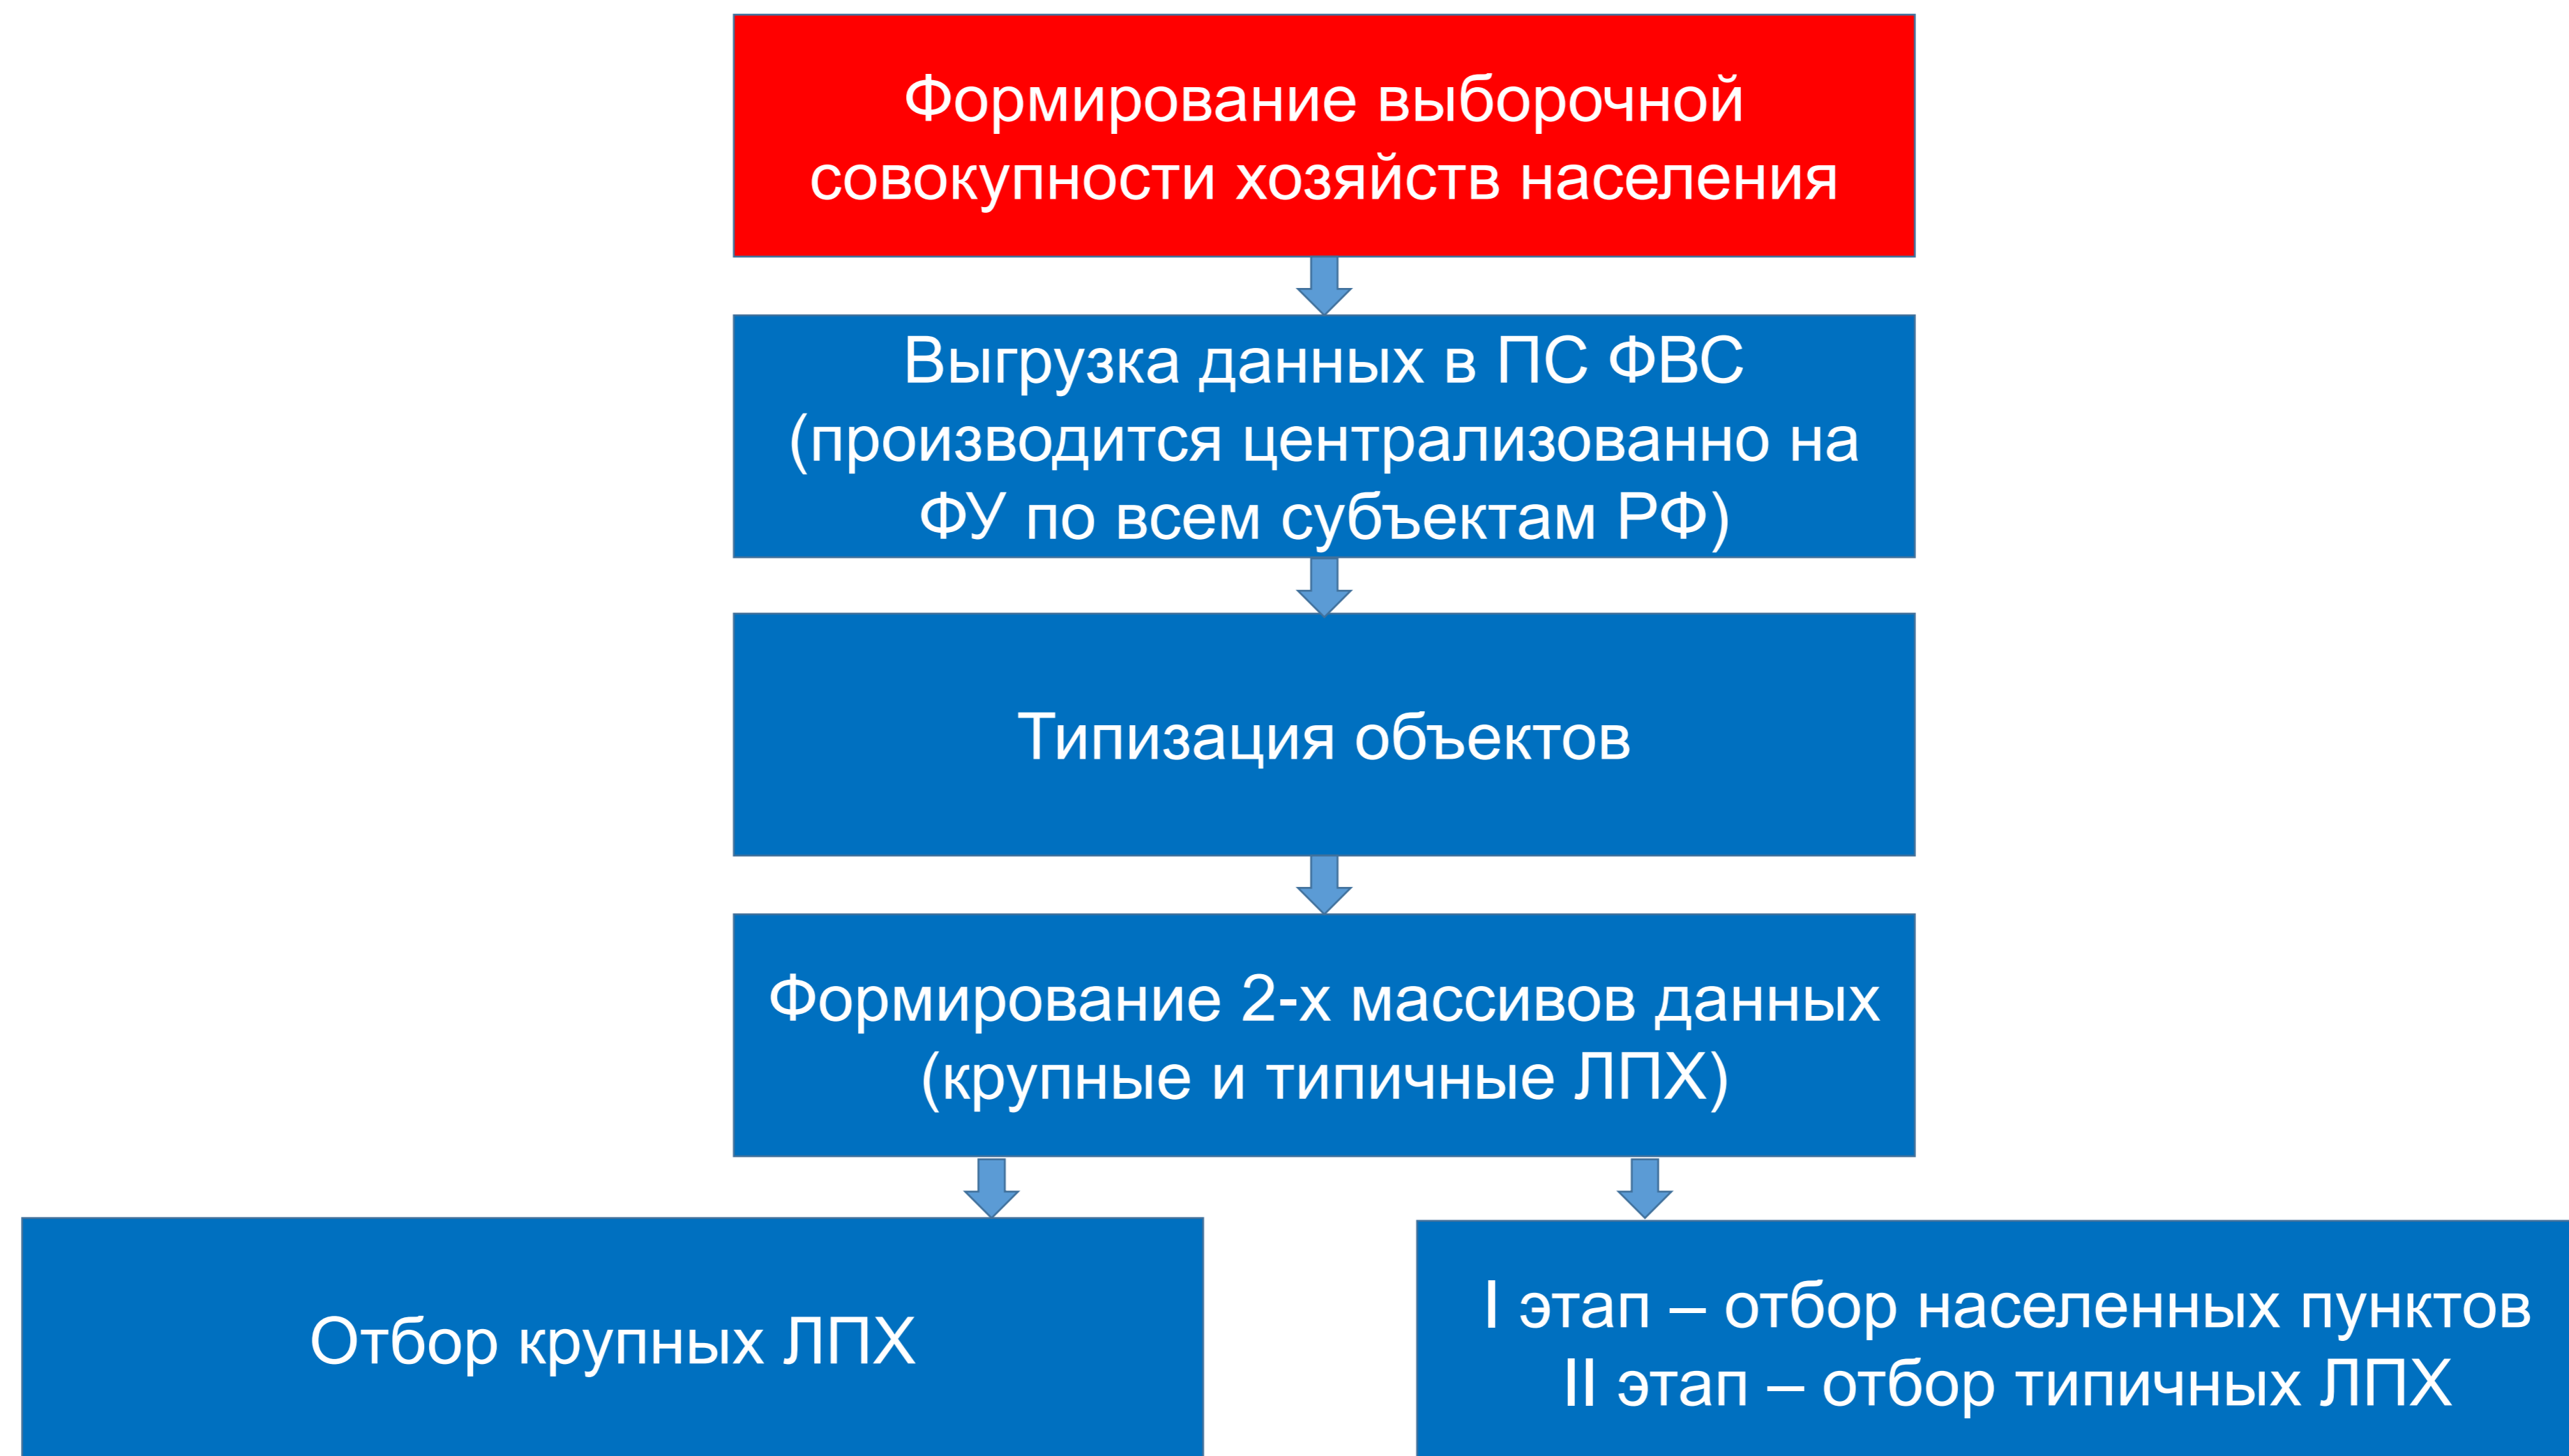 Формирование выборочной
совокупности хозяйств населения
Выгрузка данных в ПС ФВС
(производится централизованно на
ФУ по всем субъектам РФ)
Типизация объектов
Формирование 2-х массивов данных
(крупные и типичные ЛПХ)
Отбор крупных ЛПХ
I этап – отбор населенных пунктов
II этап – отбор типичных ЛПХ